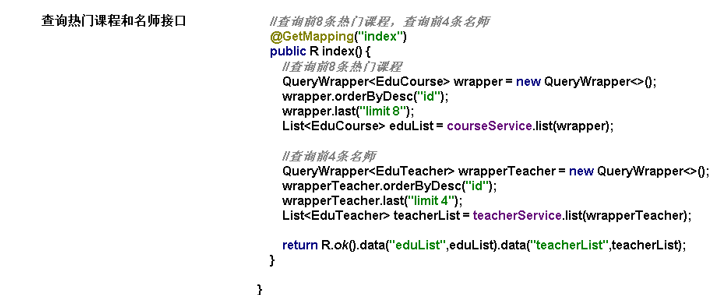 查询热门课程和名师接口
//查询前8条热门课程，查询前4条名师
@GetMapping("index")
public R index() {
//查询前8条热门课程
QueryWrapper<EduCourse> wrapper = new QueryWrapper<>();
wrapper.orderByDesc("id");
wrapper.last("limit 8");
List<EduCourse> eduList = courseService.list(wrapper);
//查询前4条名师
QueryWrapper<EduTeacher> wrapperTeacher = new QueryWrapper<>();
wrapperTeacher.orderByDesc("id");
wrapperTeacher.last("limit 4");
List<EduTeacher> teacherList = teacherService.list(wrapperTeacher);
return R.ok().data("eduList",eduList).data("teacherList",teacherList);
}
}